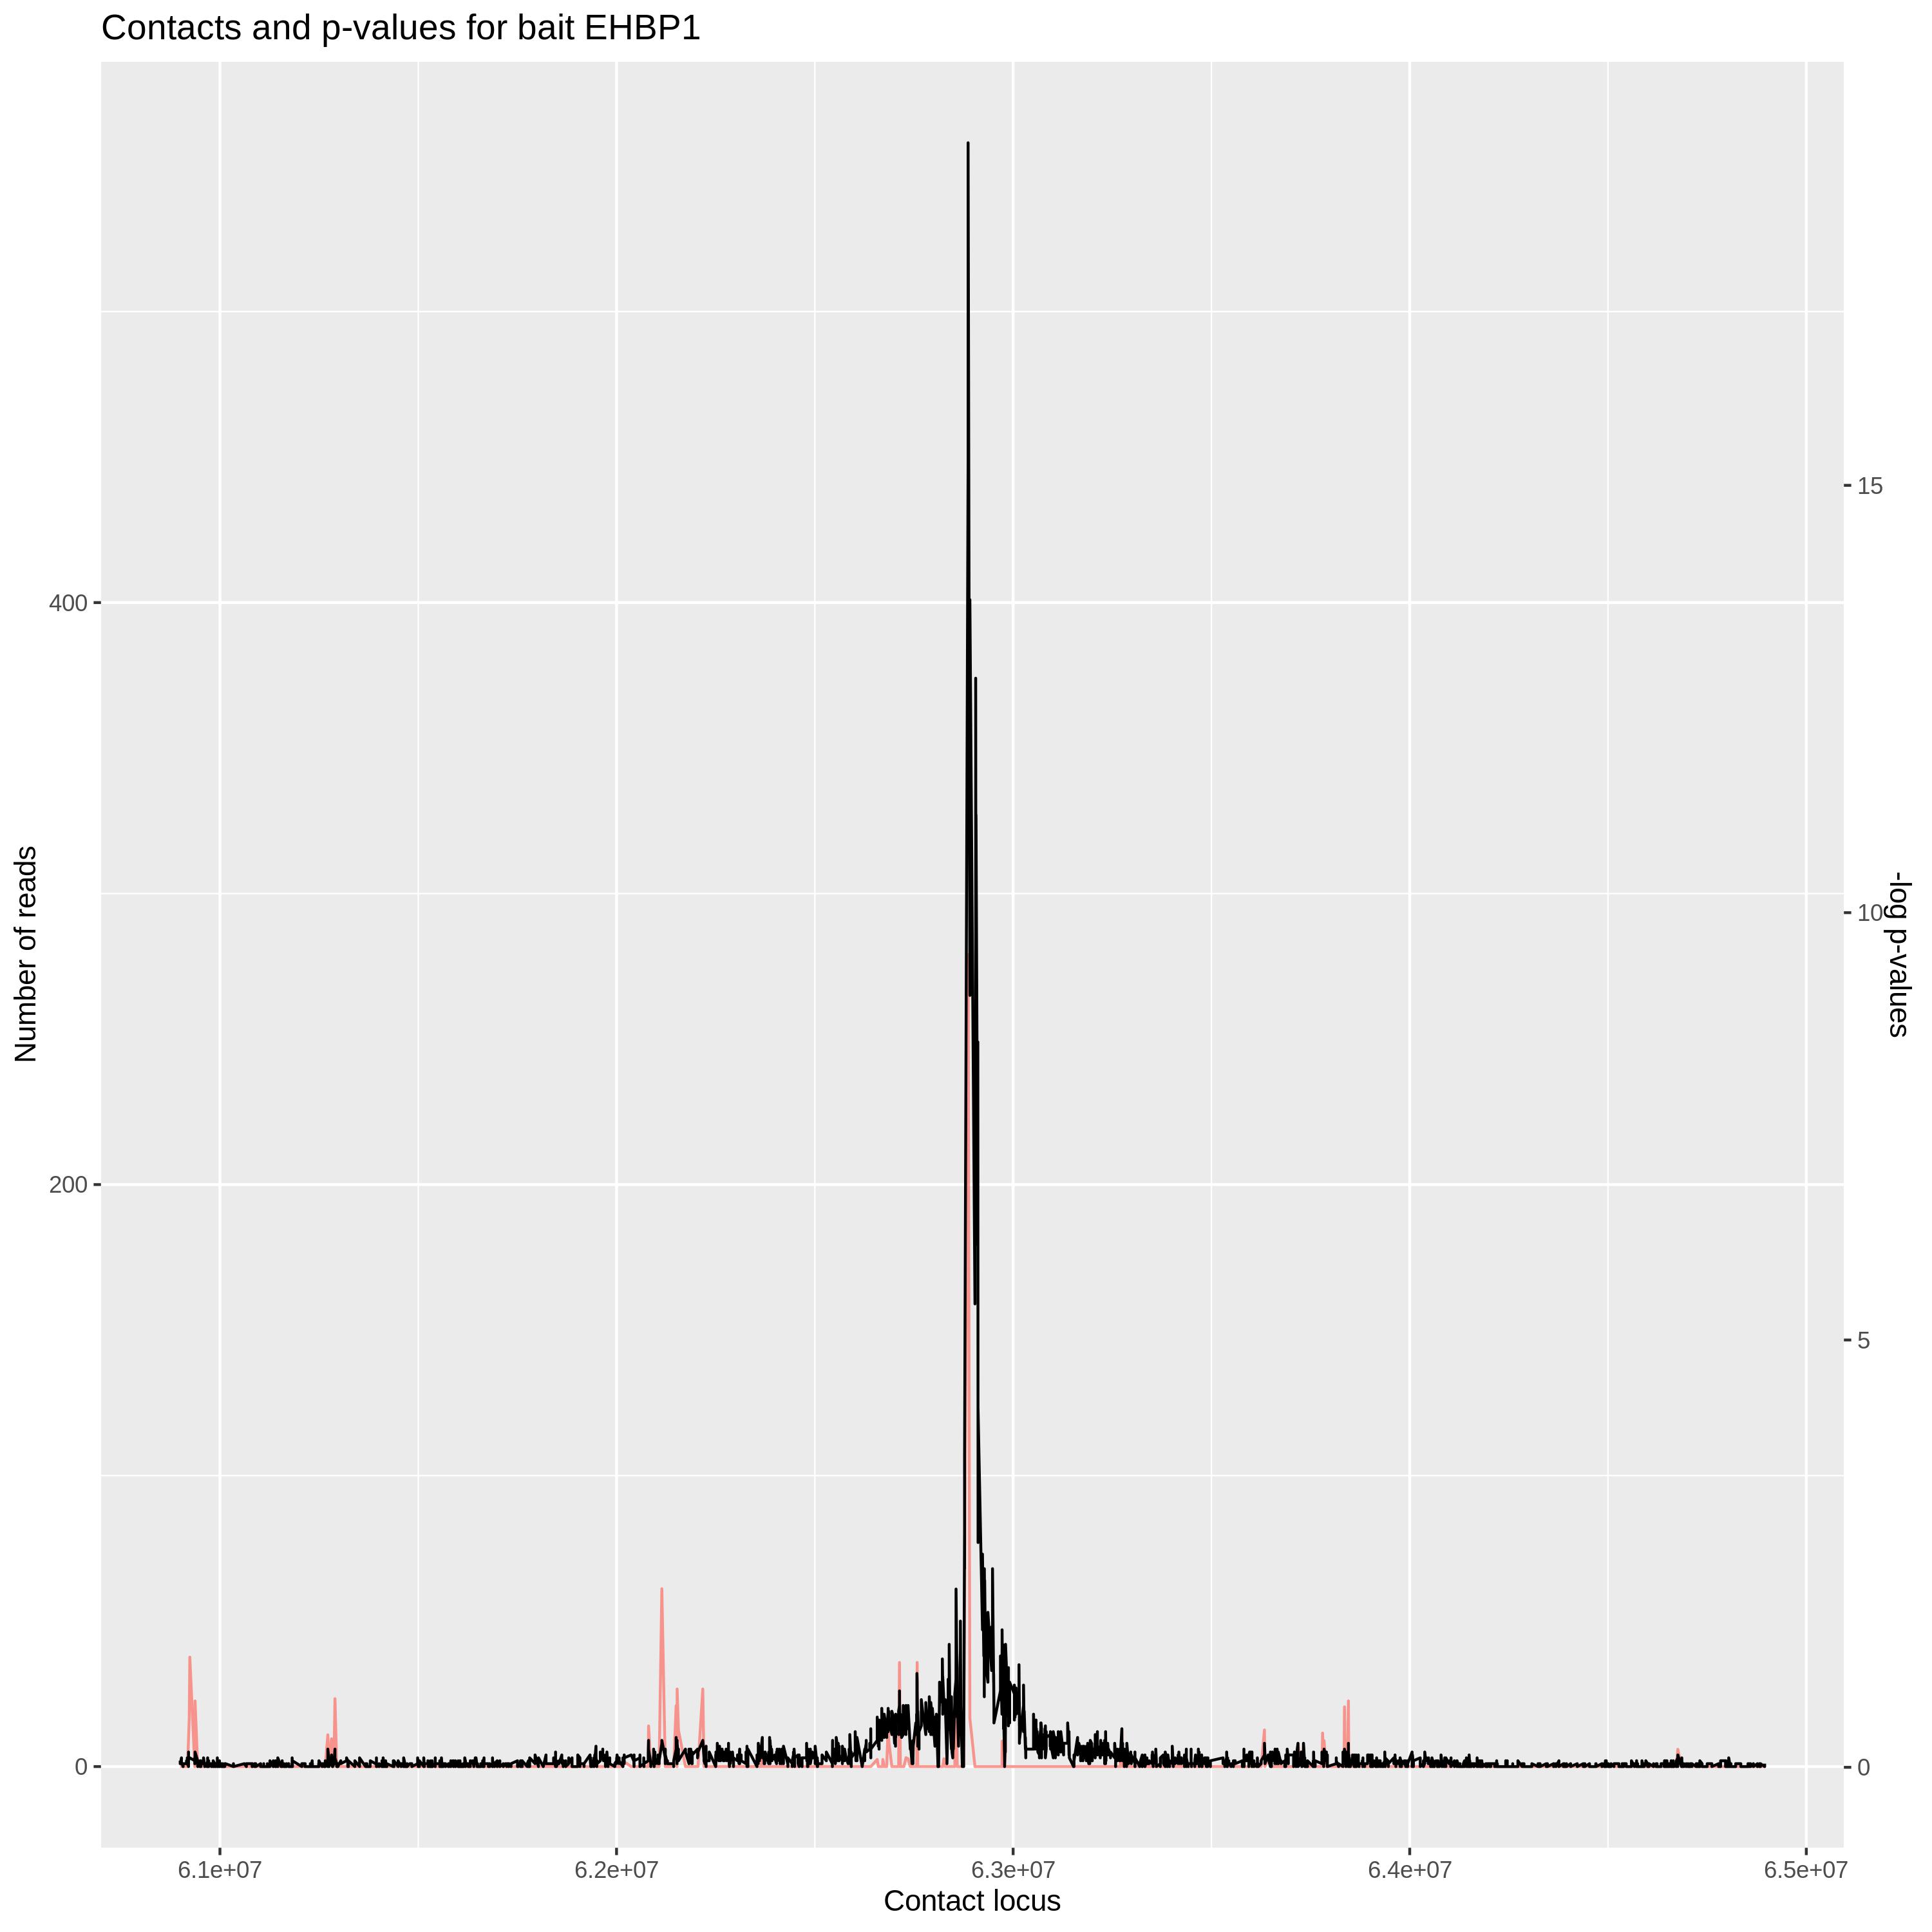 Contacts and p-values for bait EHBP1
Number of reads
400
200
0
15
10
5
0
-log p-values
6.1e+07 6.2e+07 6.3e+07 6.4e+07 6.5e+07
Contact locus